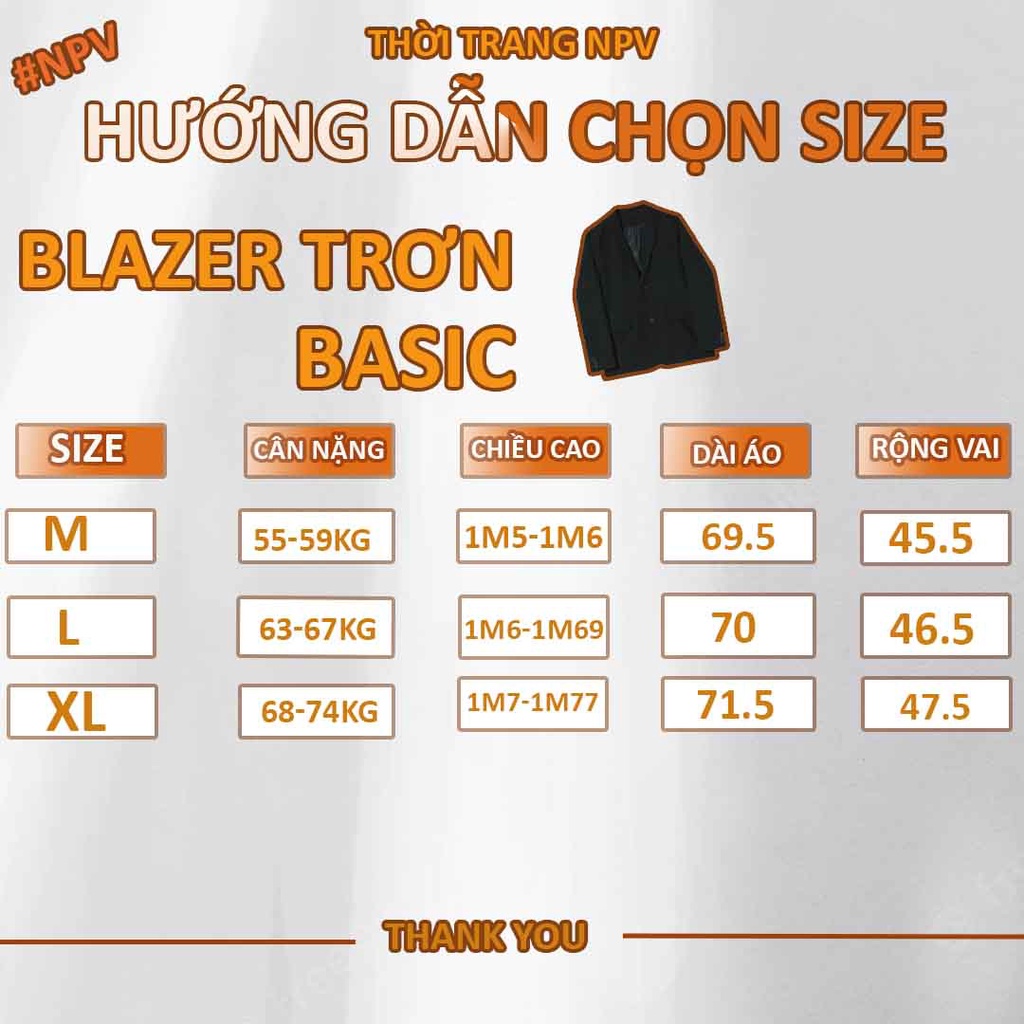 #NPV
THỜI TRANG NPV
HƯỚNG DẪN CHỌN SIZE
BLAZER TRƠN
BASIC
SIZE CÂN NẶNG CHIỀU CAO DÀI ÁO RỘNG VAI
M 55-59KG 1M5-1M6 69.5 45.5
L 63-67KG 1M6-1M69 70 46.5
XL 68-74KG 1M7-1M77 71.5 47.5
THANK YOU